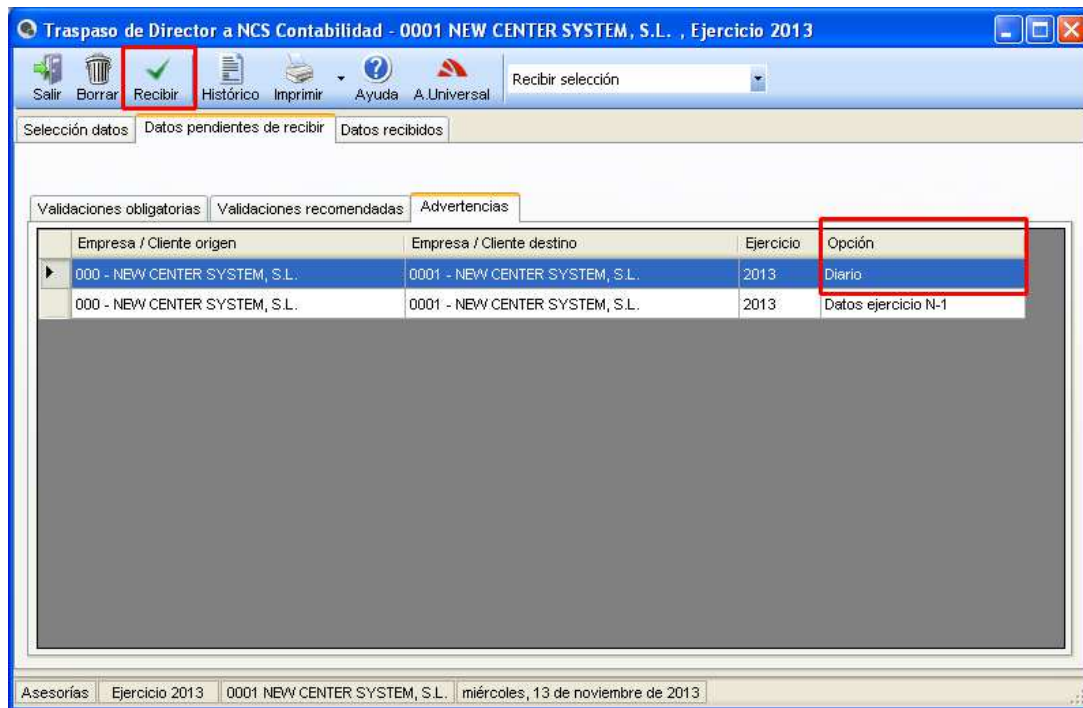 Traspaso de Director a NCS Contabilidad - 0001 NEW CENTER SYSTEM, S.L. , Ejercicio 2013
Salir Borrar Recibir Histórico Imprimir Ayuda A.Universal Recibir selección
Selección datos Datos pendientes de recibir Datos recibidos
Validaciones obligatorias Validaciones recomendadas Advertencias
Empresa / Cliente origen Empresa / Cliente destino Ejercicio Opción
000 - NEW CENTER SYSTEM, S.L. 0001 - NEW CENTER SYSTEM, S.L. 2013 Diario
000 - NEW CENTER SYSTEM, S.L. 0001 - NEW CENTER SYSTEM, S.L. 2013 Datos ejercicio N-1
Asesorías Ejercicio 2013 0001 NEW CENTER SYSTEM, S.L. miércoles, 13 de noviembre de 2013